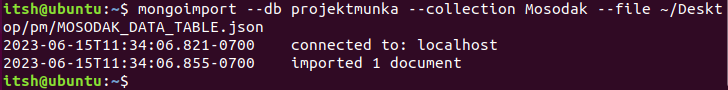 itsh@ubuntu:~$ mongoimport --db projektmunka --collection Mosodak --file ~/Deskt
op/pm/MOSODAK_DATA_TABLE.json
2023-06-15T11:34:06.821-0700    connected to: localhost
2023-06-15T11:34:06.855-0700    imported 1 document
itsh@ubuntu:~$